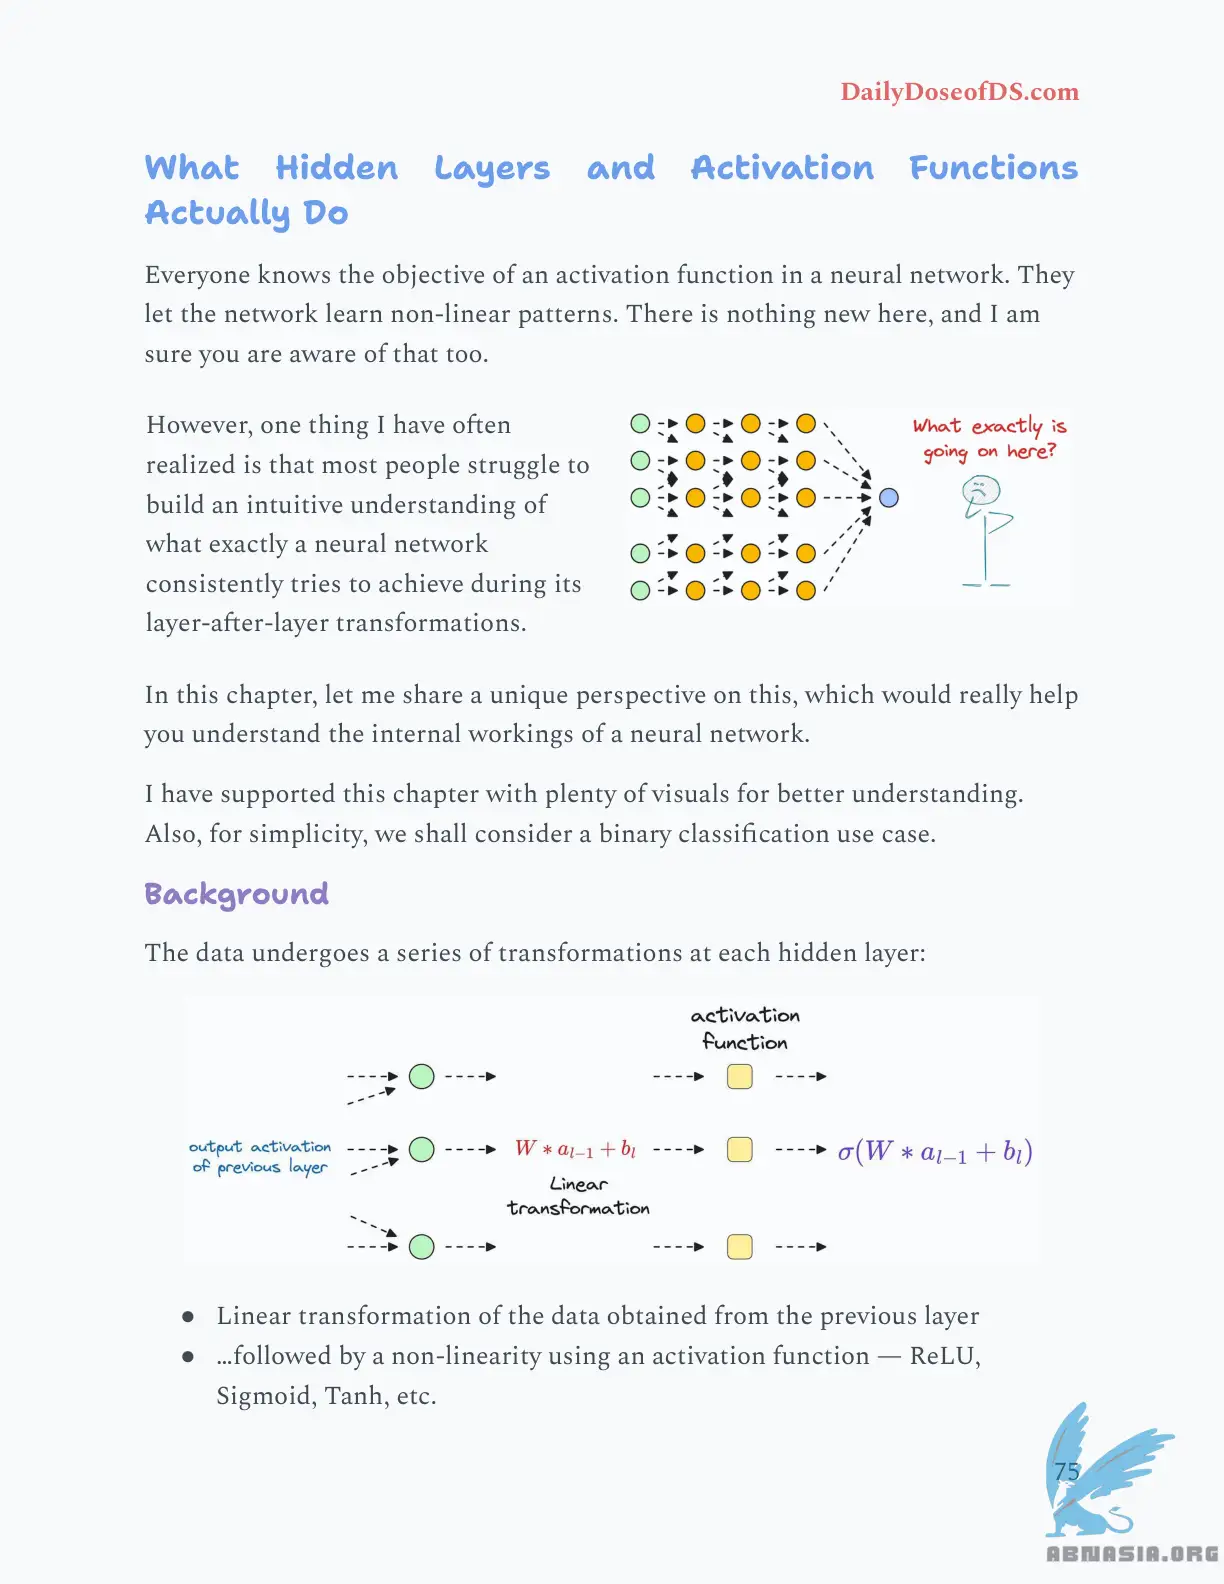 DailyDoseofDS.com
What Hidden Layers and Activation Functions
Actually Do
Everyone knows the objective of an activation function in a neural network. They
let the network learn non-linear patterns. There is nothing new here, and I am
sure you are aware of that too.
However, one thing I have often
realized is that most people struggle to
build an intuitive understanding of
what exactly a neural network
consistently tries to achieve during its
layer-after-layer transformations.
What exactly is
going on here?
In this chapter, let me share a unique perspective on this, which would really help
you understand the internal workings of a neural network.
I have supported this chapter with plenty of visuals for better understanding.
Also, for simplicity, we shall consider a binary classification use case.
Background
The data undergoes a series of transformations at each hidden layer:
activation
function
output activation
of previous layer
W ∗ aₗ₋₁ + bₗ
Linear
transformation
σ(W ∗ aₗ₋₁ + bₗ)
● Linear transformation of the data obtained from the previous layer
● …followed by a non-linearity using an activation function — ReLU,
Sigmoid, Tanh, etc.
75
ABNASIA.ORG